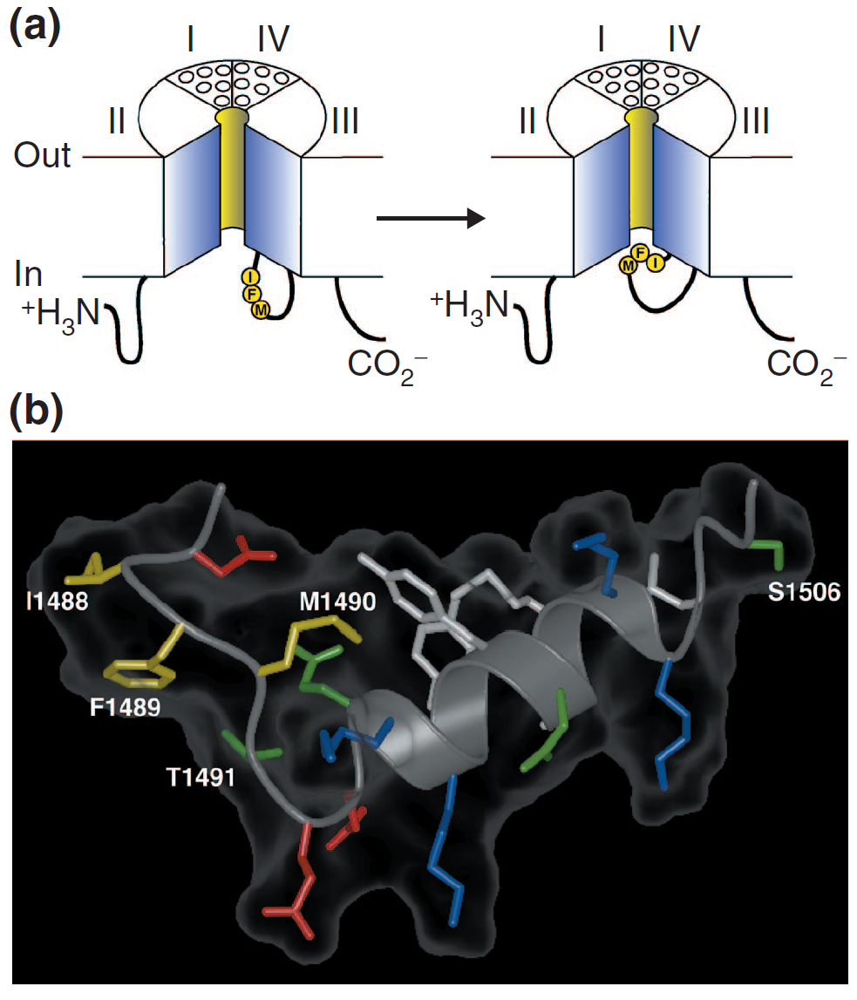 (a)
I IV I IV
II III II III
Out
In
I F M M F I
⁺H₃N CO₂⁻ ⁺H₃N CO₂⁻
(b)
I1488
M1490
S1506
F1489
T1491